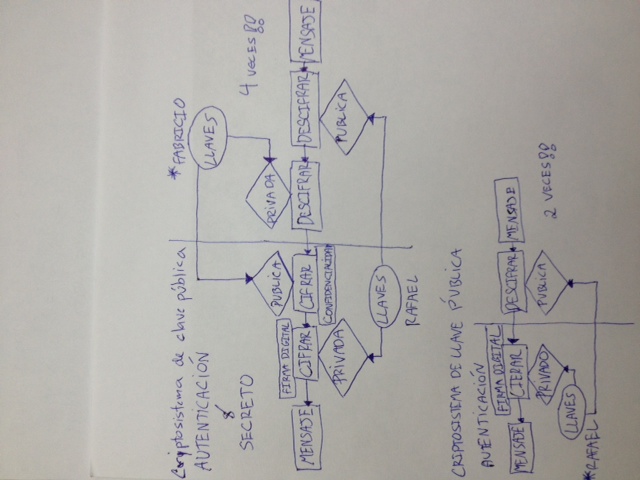 Criptosistema de clave pública
AUTENTICACIÓN
&
SECRETO
*FABRICIO
LLAVES
4 VECES!!
PUBLICA
PRIVADA
FIRMA DIGITAL
MENSAJE
CIFRAR
CIFRAR
DESCIFRAR
DESCIFRAR
MENSAJE
CONFIDENCIALIDAD
PRIVADA
PUBLICA
LLAVES
RAFAEL
CRIPTOSISTEMA DE LLAVE PÚBLICA
AUTENTICACIÓN
FIRMA DIGITAL
MENSAJE
CIFRAR
DESCIFRAR
MENSAJE
PRIVADO
PUBLICA
2 VECES!!
LLAVES
*RAFAEL